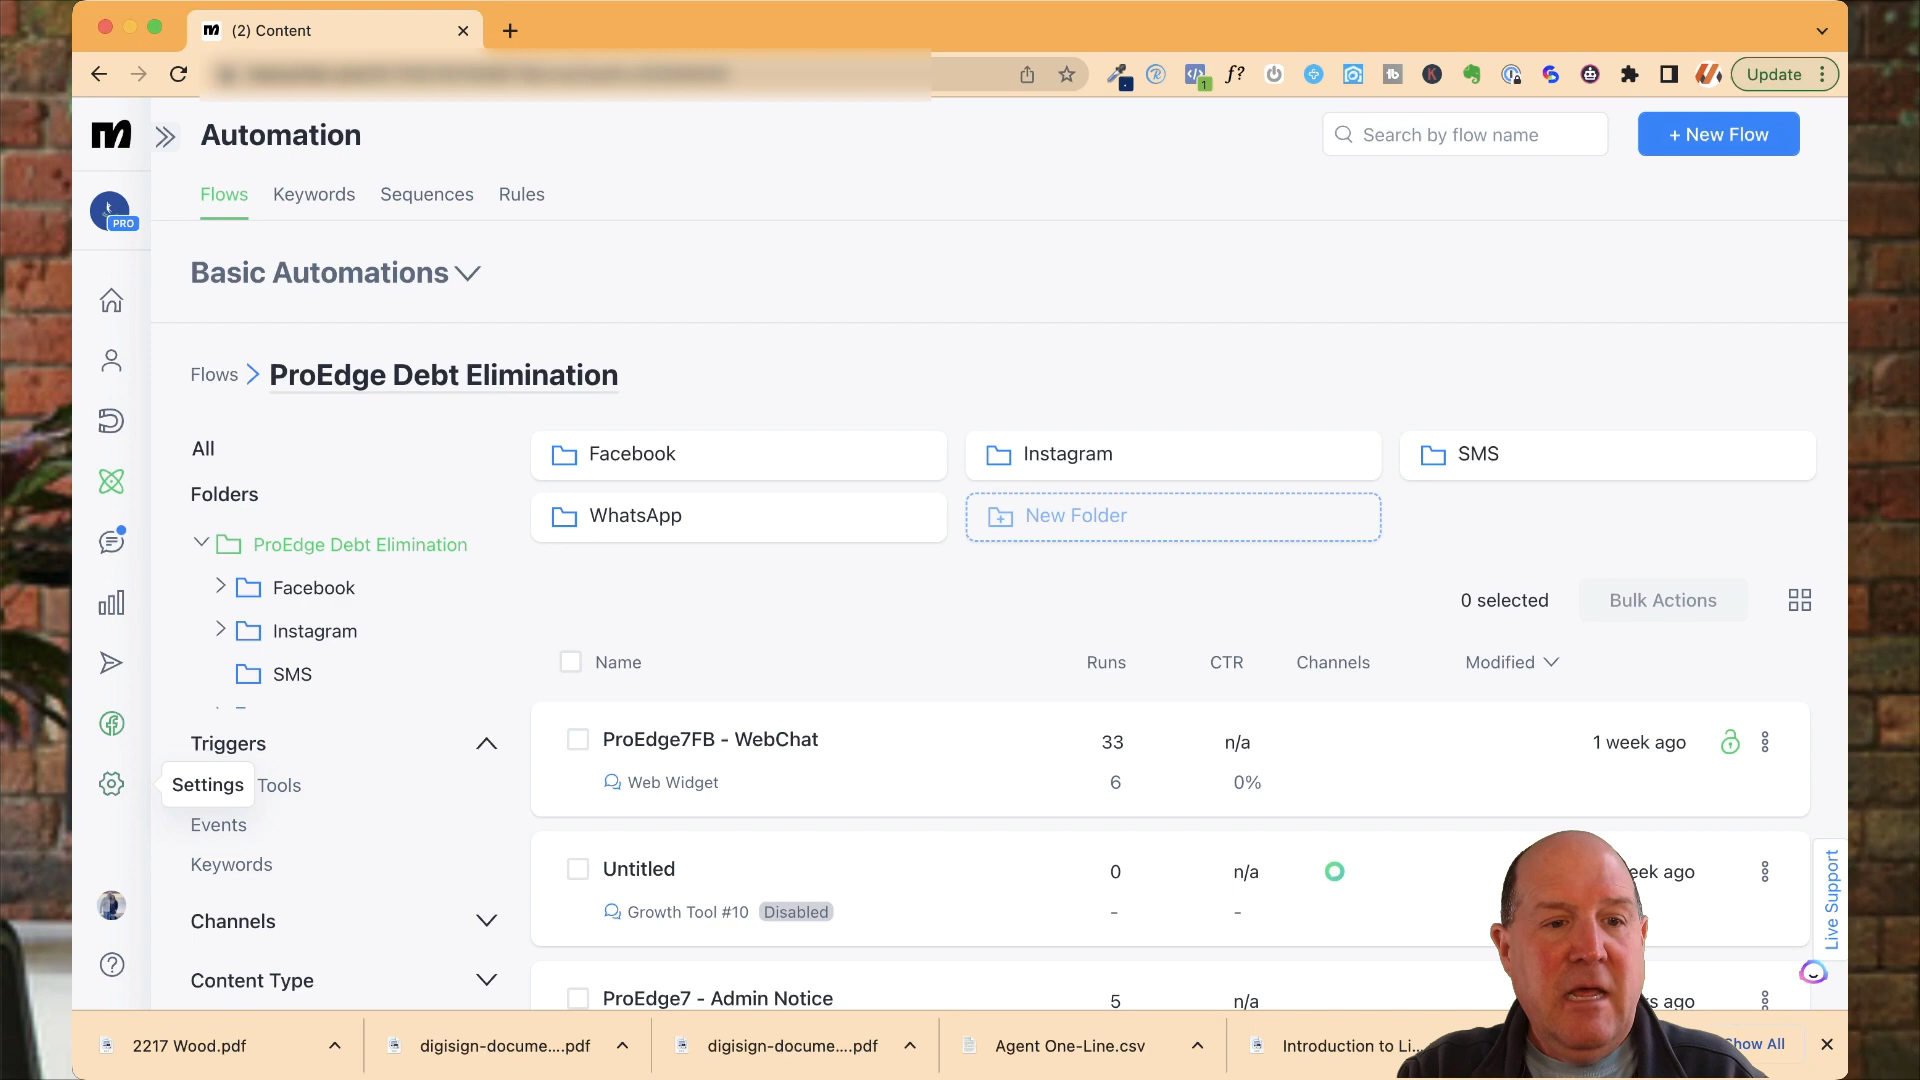 (2) Content
Update
Automation
Search by flow name
+ New Flow
PRO
Flows
Keywords
Sequences
Rules
Basic Automations
Flows
ProEdge Debt Elimination
All
Facebook
Instagram
SMS
Folders
WhatsApp
New Folder
ProEdge Debt Elimination
Facebook
0 selected
Bulk Actions
Instagram
SMS
Name
Runs
CTR
Channels
Modified
Triggers
ProEdge7FB - WebChat
33
n/a
1 week ago
Settings
Tools
Web Widget
6
0%
Events
Keywords
Untitled
0
n/a
eek ago
Growth Tool #10
Disabled
-
-
Live Support
Channels
Content Type
ProEdge7 - Admin Notice
5
n/a
s ago
2217 Wood.pdf
digisign-docume....pdf
digisign-docume....pdf
Agent One-Line.csv
Introduction to Li...
Show All